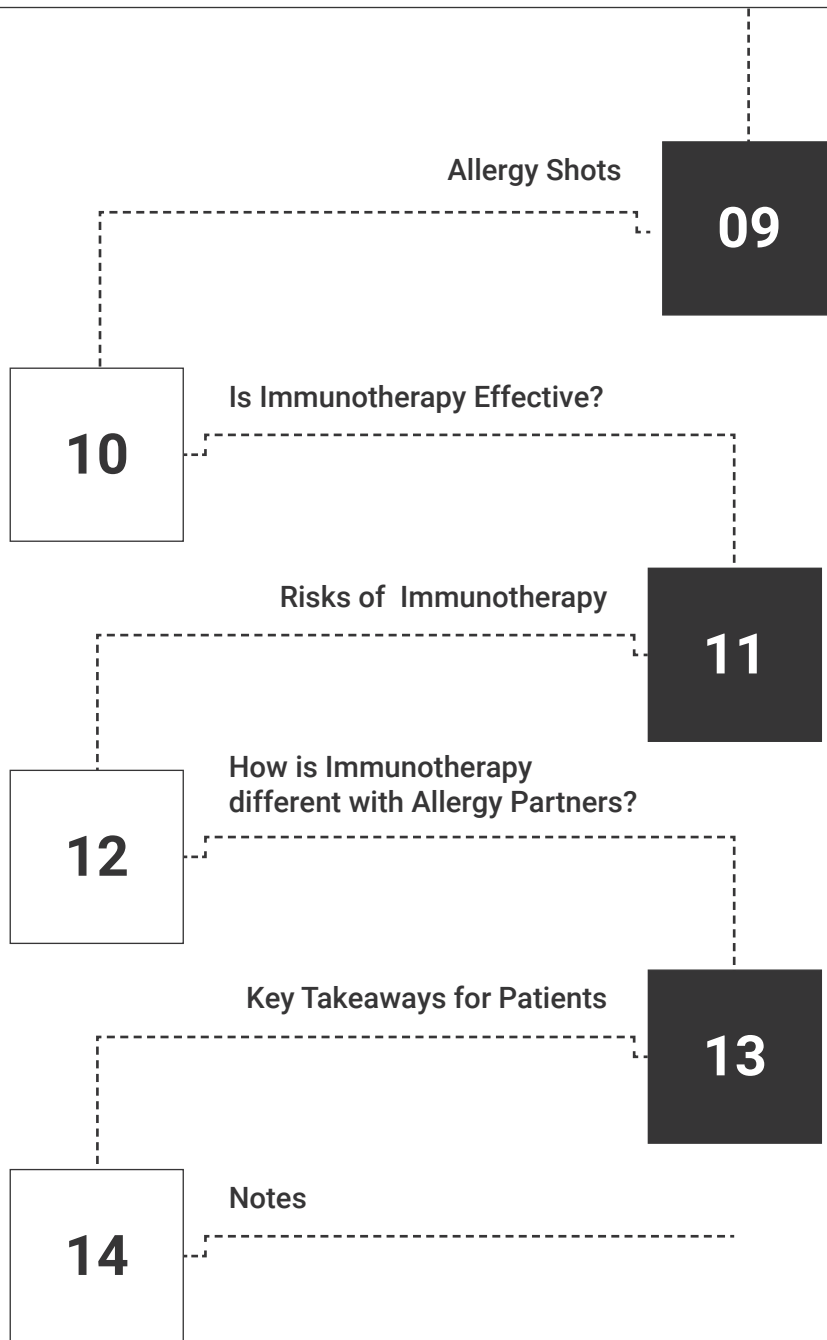 Allergy Shots
09
10
Is Immunotherapy Effective?
Risks of  Immunotherapy
11
12
How is Immunotherapy
different with Allergy Partners?
Key Takeaways for Patients
13
14
Notes